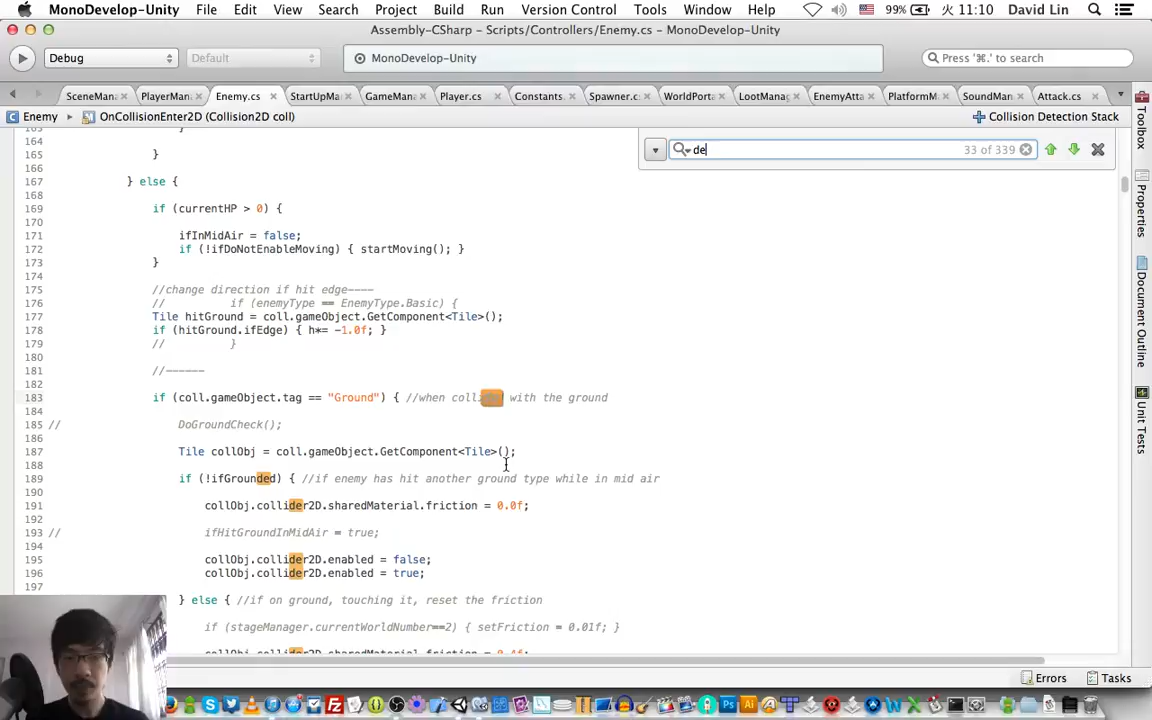 MonoDevelop-Unity File Edit View Search Project Build Run Version Control Tools Window Help 99% 11:10 David Lin
Assembly-CSharp - Scripts/Controllers/Enemy.cs - MonoDevelop-Unity
Debug Default MonoDevelop-Unity Press '⌘.' to search
SceneMan PlayerMan Enemy.cs StartUpMa GameMan Player.cs Constants Spawner.c WorldPort LootManag EnemyAtta PlatformM SoundMan Attack.cs
Enemy OnCollisionEnter2D (Collision2D coll) Collision Detection Stack
de 33 of 339
163 }
164
165 }
166
167 } else {
168
169 if (currentHP > 0) {
170
171 ifInMidAir = false;
172 if (!ifDoNotEnableMoving) { startMoving(); }
173 }
174
175 //change direction if hit edge----
176 // if (enemyType == EnemyType.Basic) {
177 Tile hitGround = coll.gameObject.GetComponent<Tile>();
178 if (hitGround.ifEdge) { h*= -1.0f; }
179 // }
180
181 //------
182
183 if (coll.gameObject.tag == "Ground") { //when collided with the ground
184
185 // DoGroundCheck();
186
187 Tile collObj = coll.gameObject.GetComponent<Tile>();
188
189 if (!ifGrounded) { //if enemy has hit another ground type while in mid air
190
191 collObj.collider2D.sharedMaterial.friction = 0.0f;
192
193 // ifHitGroundInMidAir = true;
194
195 collObj.collider2D.enabled = false;
196 collObj.collider2D.enabled = true;
197
} else { //if on ground, touching it, reset the friction
if (stageManager.currentWorldNumber==2) { setFriction = 0.01f; }
collObj.collider2D.sharedMaterial.friction = 0.4f;
Toolbox
Properties
Document Outline
Unit Tests
Errors Tasks